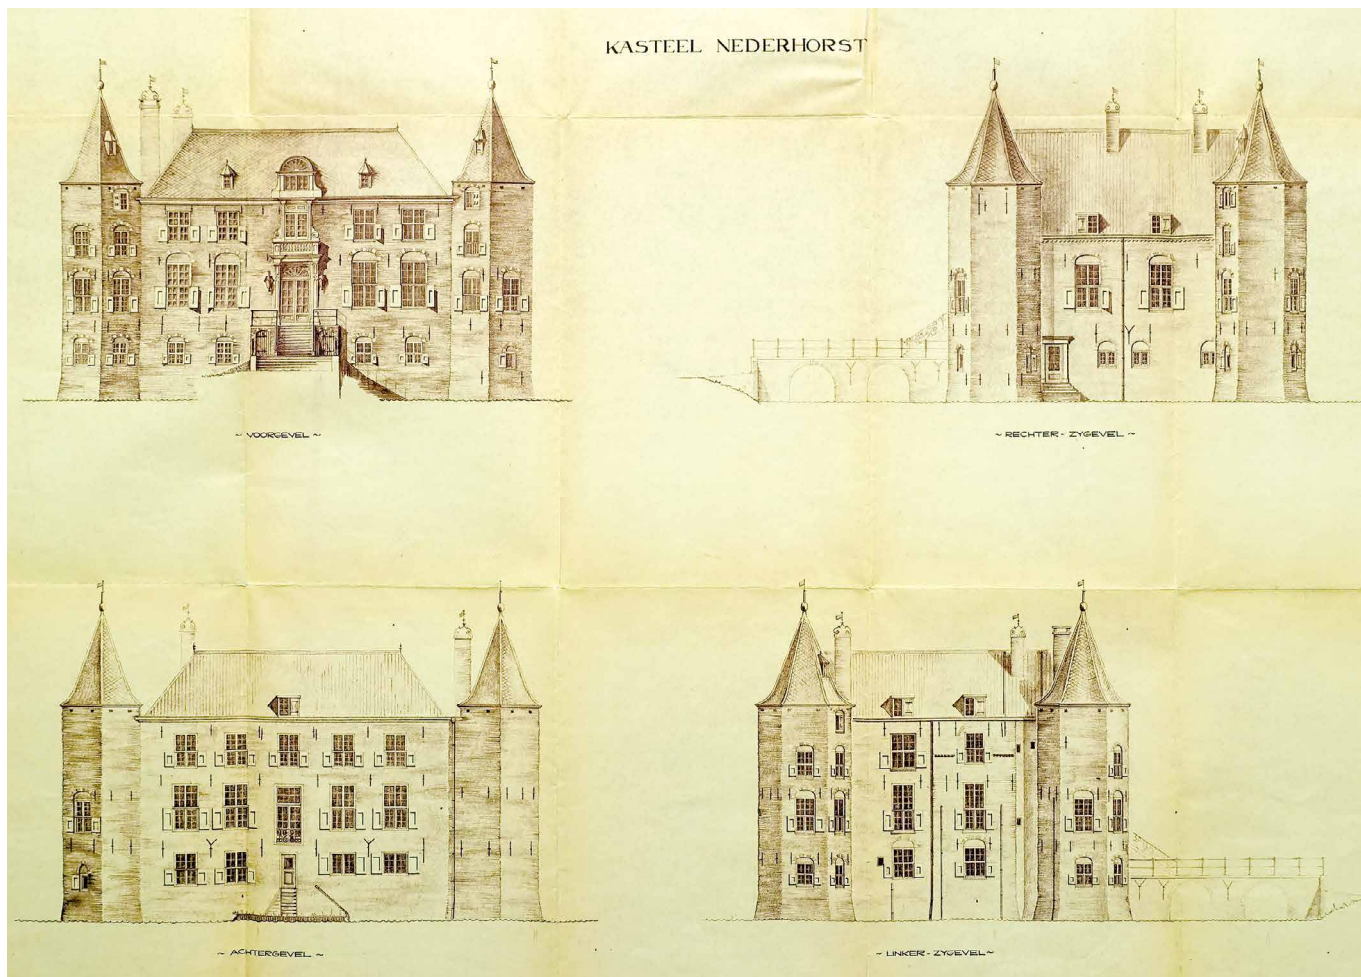 KASTEEL NEDERHORST
~ VOORGEVEL ~
~ RECHTER - ZYGEVEL ~
~ ACHTERGEVEL ~
~ LINKER - ZYGEVEL ~